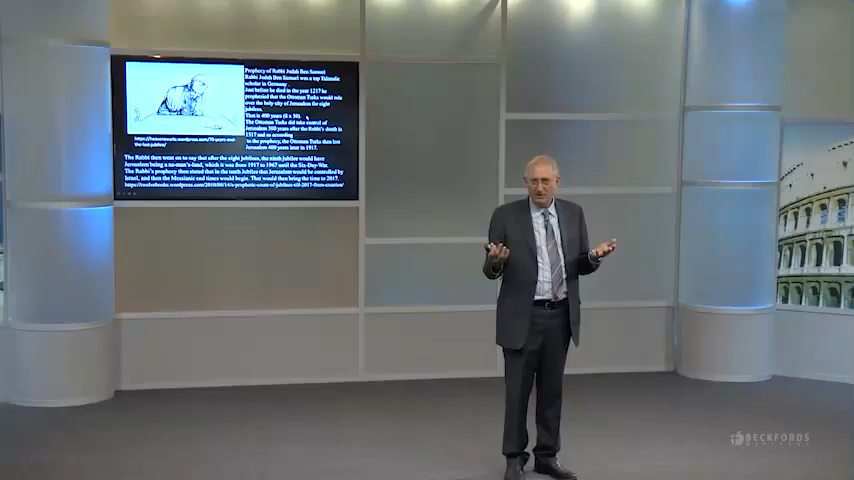 Prophecy of Rabbi Judah Ben Samuel
Rabbi Judah Ben Samuel was a top Talmudic
scholar in Germany.
Just before he died in the year 1217 he
prophesied that the Ottoman Turks would rule
over the holy city of Jerusalem for eight
jubilees.
That is 400 years (8 x 50).
The Ottoman Turks did take control of
Jerusalem 300 years after the Rabbi's death in
1517 and as according
to the prophecy, the Ottoman Turks then lost
Jerusalem 400 years later in 1917.
the-last-jubilee/
The Rabbi then went on to say that after the eight jubilees, the ninth jubilee would have
Jerusalem being a no-man's-land, which it was from 1917 to 1967 until the Six-Day-War.
The Rabbi's prophecy then stated that in the tenth Jubilee that Jerusalem would be controlled by
Israel, and then the Messianic end times would begin. That would then bring the time to 2017.
BECKFORDS